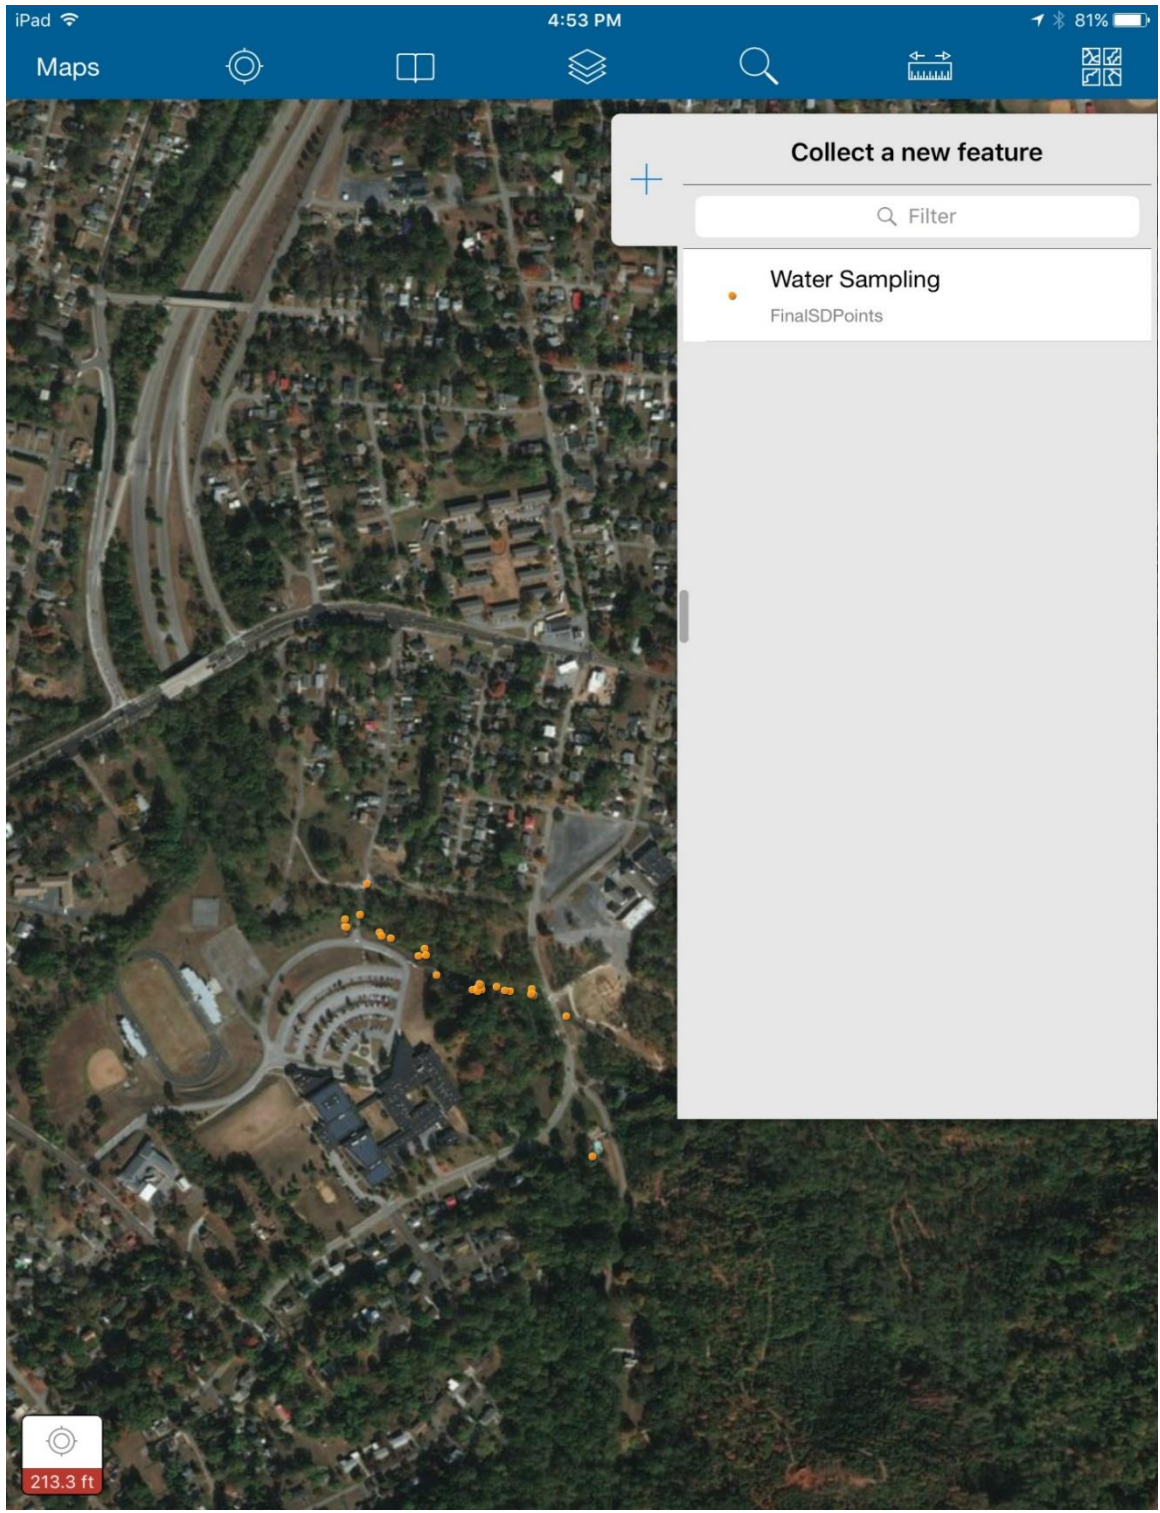 iPad 4:53 PM 81%
Maps
Collect a new feature
Filter
Water Sampling
FinalSDPoints
213.3 ft